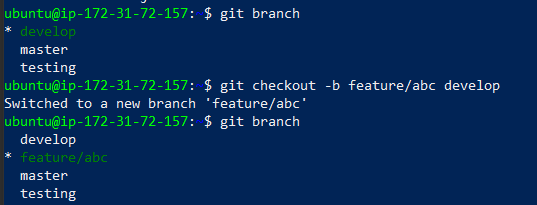 ubuntu@ip-172-31-72-157:~$ git branch
* develop
  master
  testing
ubuntu@ip-172-31-72-157:~$ git checkout -b feature/abc develop
Switched to a new branch 'feature/abc'
ubuntu@ip-172-31-72-157:~$ git branch
  develop
* feature/abc
  master
  testing